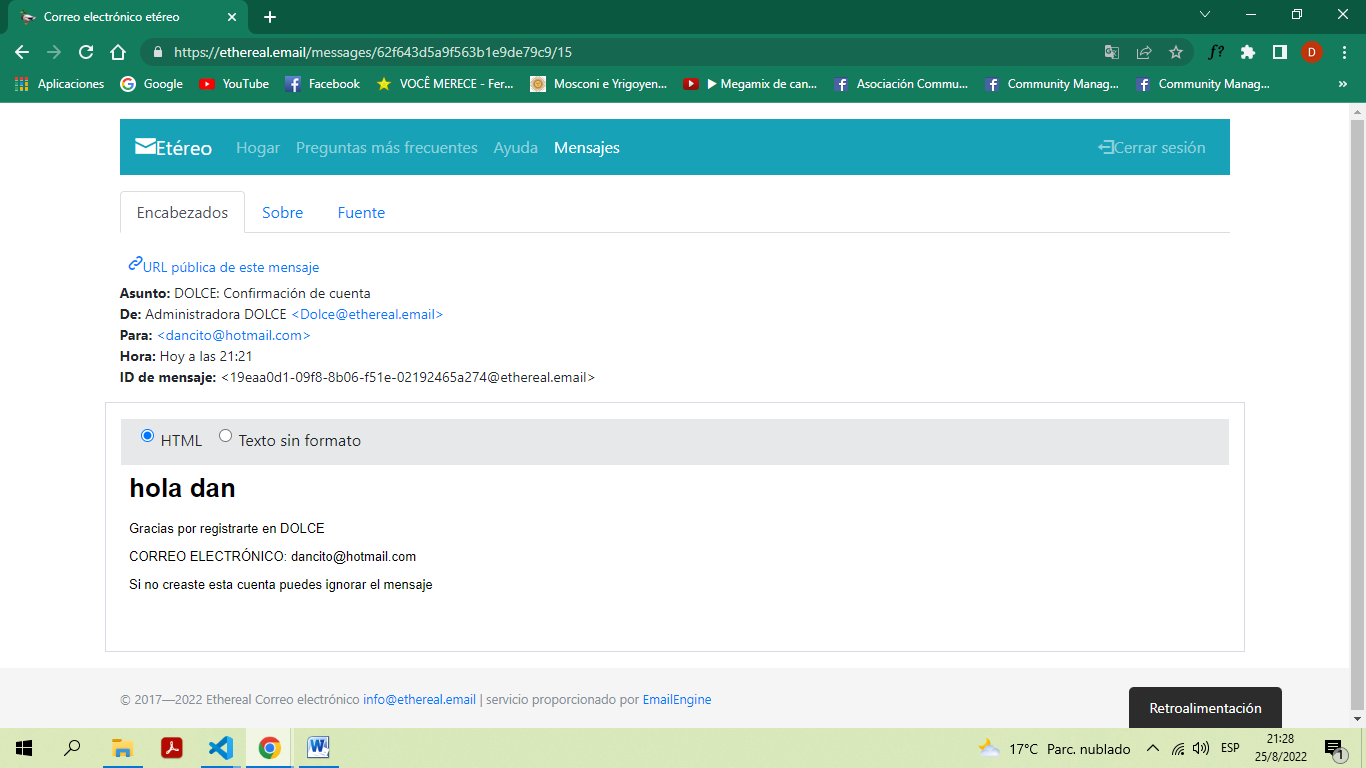 Correo electrónico etéreo
https://ethereal.email/messages/62f643d5a9f563b1e9de79c9/15
f?
D
Aplicaciones
Google
YouTube
Facebook
VOCÊ MERECE - Fer...
Mosconi e Yrigoyen...
▶ Megamix de can...
Asociación Commu...
Community Manag...
Community Manag...
»
Etéreo
Hogar
Preguntas más frecuentes
Ayuda
Mensajes
Cerrar sesión
Encabezados
Sobre
Fuente
URL pública de este mensaje
Asunto: DOLCE: Confirmación de cuenta
De: Administradora DOLCE <Dolce@ethereal.email>
Para: <dancito@hotmail.com>
Hora: Hoy a las 21:21
ID de mensaje: <19eaa0d1-09f8-8b06-f51e-02192465a274@ethereal.email>
HTML
Texto sin formato
hola dan
Gracias por registrarte en DOLCE
CORREO ELECTRÓNICO: dancito@hotmail.com
Si no creaste esta cuenta puedes ignorar el mensaje
© 2017—2022 Ethereal Correo electrónico info@ethereal.email | servicio proporcionado por EmailEngine
Retroalimentación
17°C Parc. nublado
ESP
21:28
25/8/2022
1